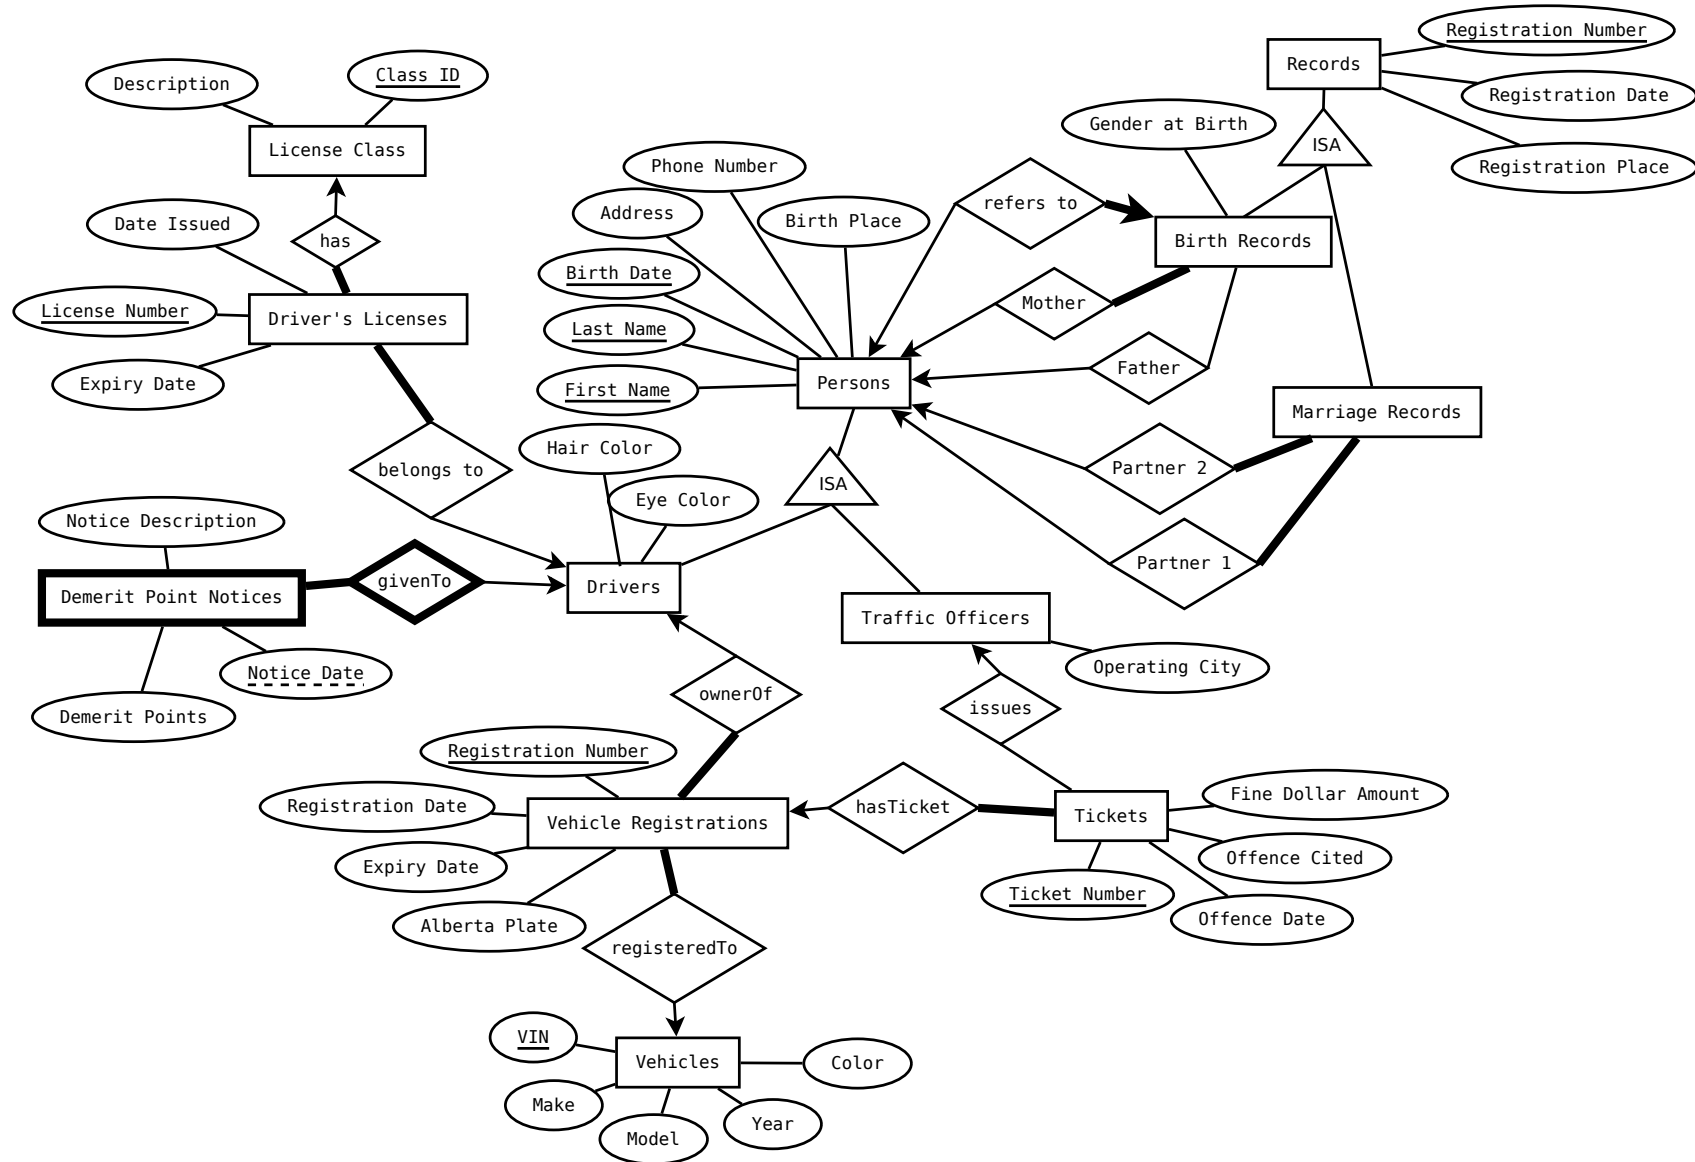 Registration Number
Records
Class ID
Description
Registration Date
Gender at Birth
ISA
License Class
Phone Number
Registration Place
refers to
Address
Birth Place
Date Issued
has
Birth Records
Birth Date
Mother
License Number
Driver's Licenses
Last Name
Father
Expiry Date
First Name
Persons
Marriage Records
Hair Color
belongs to
Partner 2
ISA
Eye Color
Notice Description
Partner 1
givenTo
Drivers
Demerit Point Notices
Traffic Officers
Operating City
Notice Date
ownerOf
issues
Demerit Points
Registration Number
Fine Dollar Amount
Registration Date
hasTicket
Tickets
Vehicle Registrations
Offence Cited
Expiry Date
Ticket Number
Offence Date
Alberta Plate
registeredTo
VIN
Vehicles
Color
Make
Year
Model